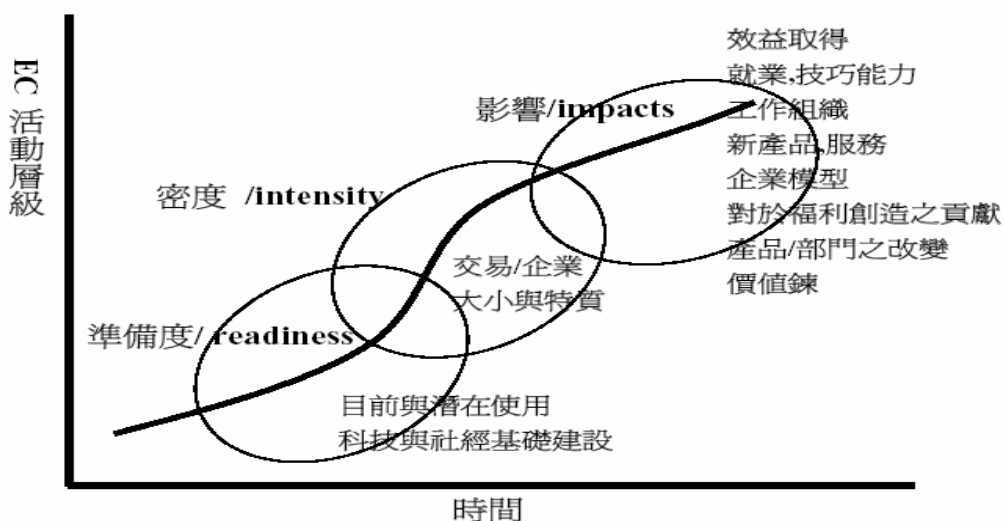 EC 活動層級
準備度/ readiness
目前與潛在使用
科技與社經基礎建設
密度 /intensity
交易/企業
大小與特質
影響/impacts
效益取得
就業,技巧能力
工作組織
新產品,服務
企業模型
對於福利創造之貢獻
產品/部門之改變
價值鍊
時間